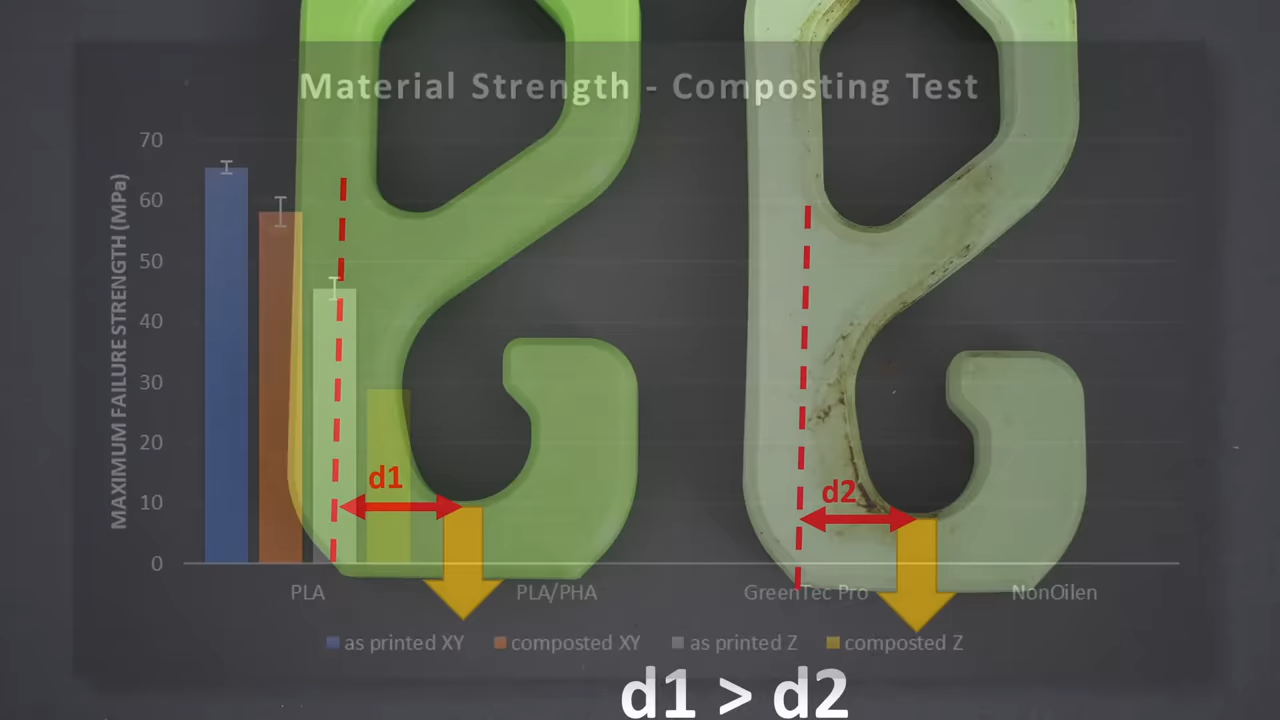 Material Strength - Composting Test
MAXIMUM FAILURE STRENGTH (MPa)
70
60
50
40
30
20
10
0
d1
d2
PLA
PLA/PHA
GreenTec Pro
NonOilen
as printed XY
composted XY
as printed Z
composted Z
d1 > d2